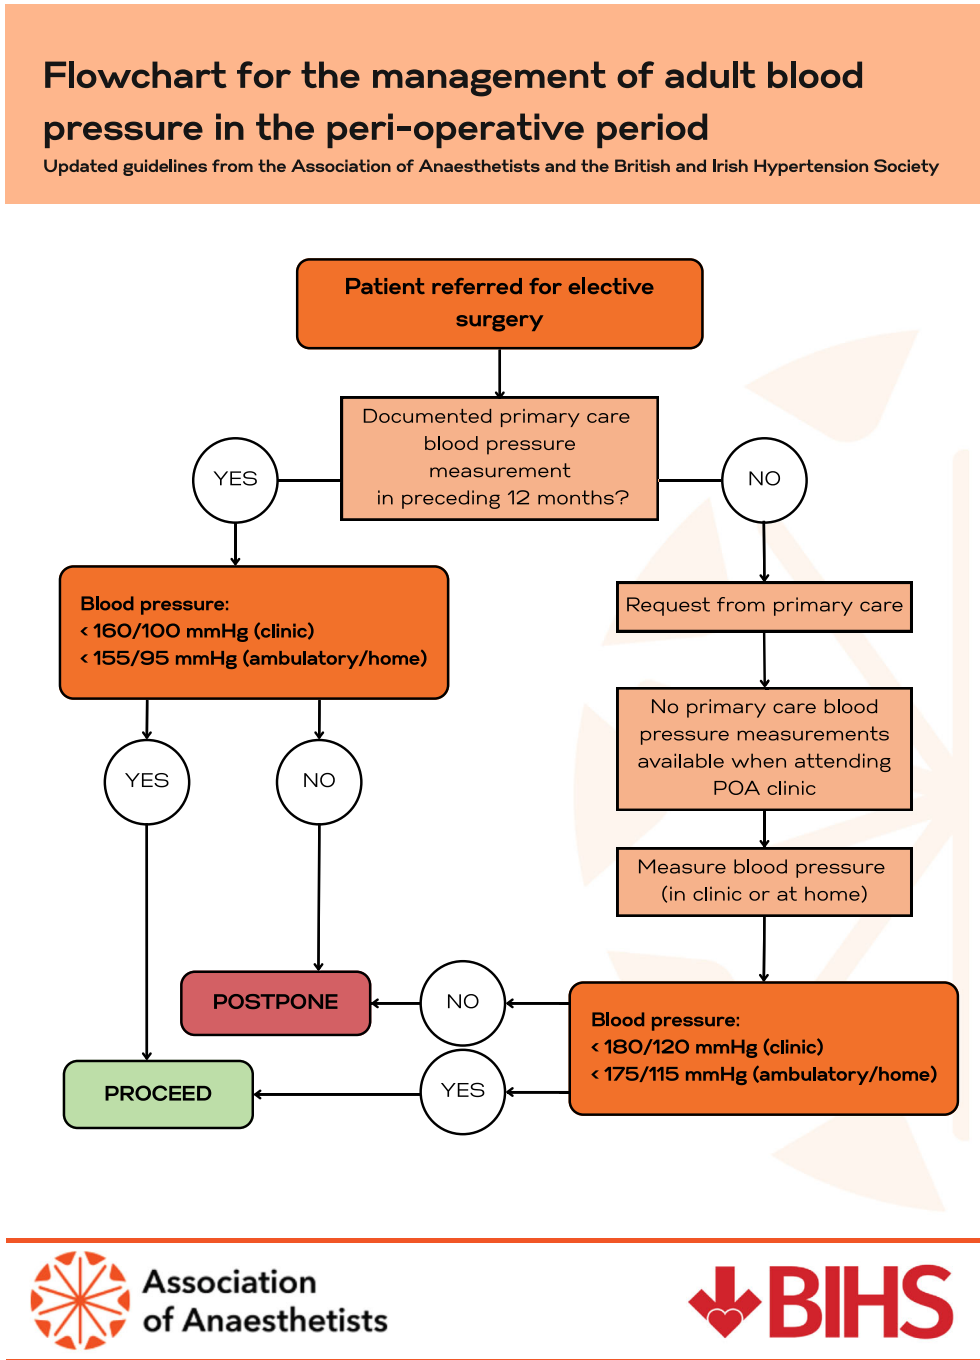 Flowchart for the management of adult blood
pressure in the peri-operative period
Updated guidelines from the Association of Anaesthetists and the British and Irish Hypertension Society
Patient referred for elective
surgery
Documented primary care
blood pressure
measurement
in preceding 12 months?
YES
NO
Blood pressure:
< 160/100 mmHg (clinic)
< 155/95 mmHg (ambulatory/home)
Request from primary care
No primary care blood
pressure measurements
available when attending
POA clinic
YES
NO
Measure blood pressure
(in clinic or at home)
POSTPONE
NO
Blood pressure:
< 180/120 mmHg (clinic)
< 175/115 mmHg (ambulatory/home)
PROCEED
YES
Association
of Anaesthetists
BIHS